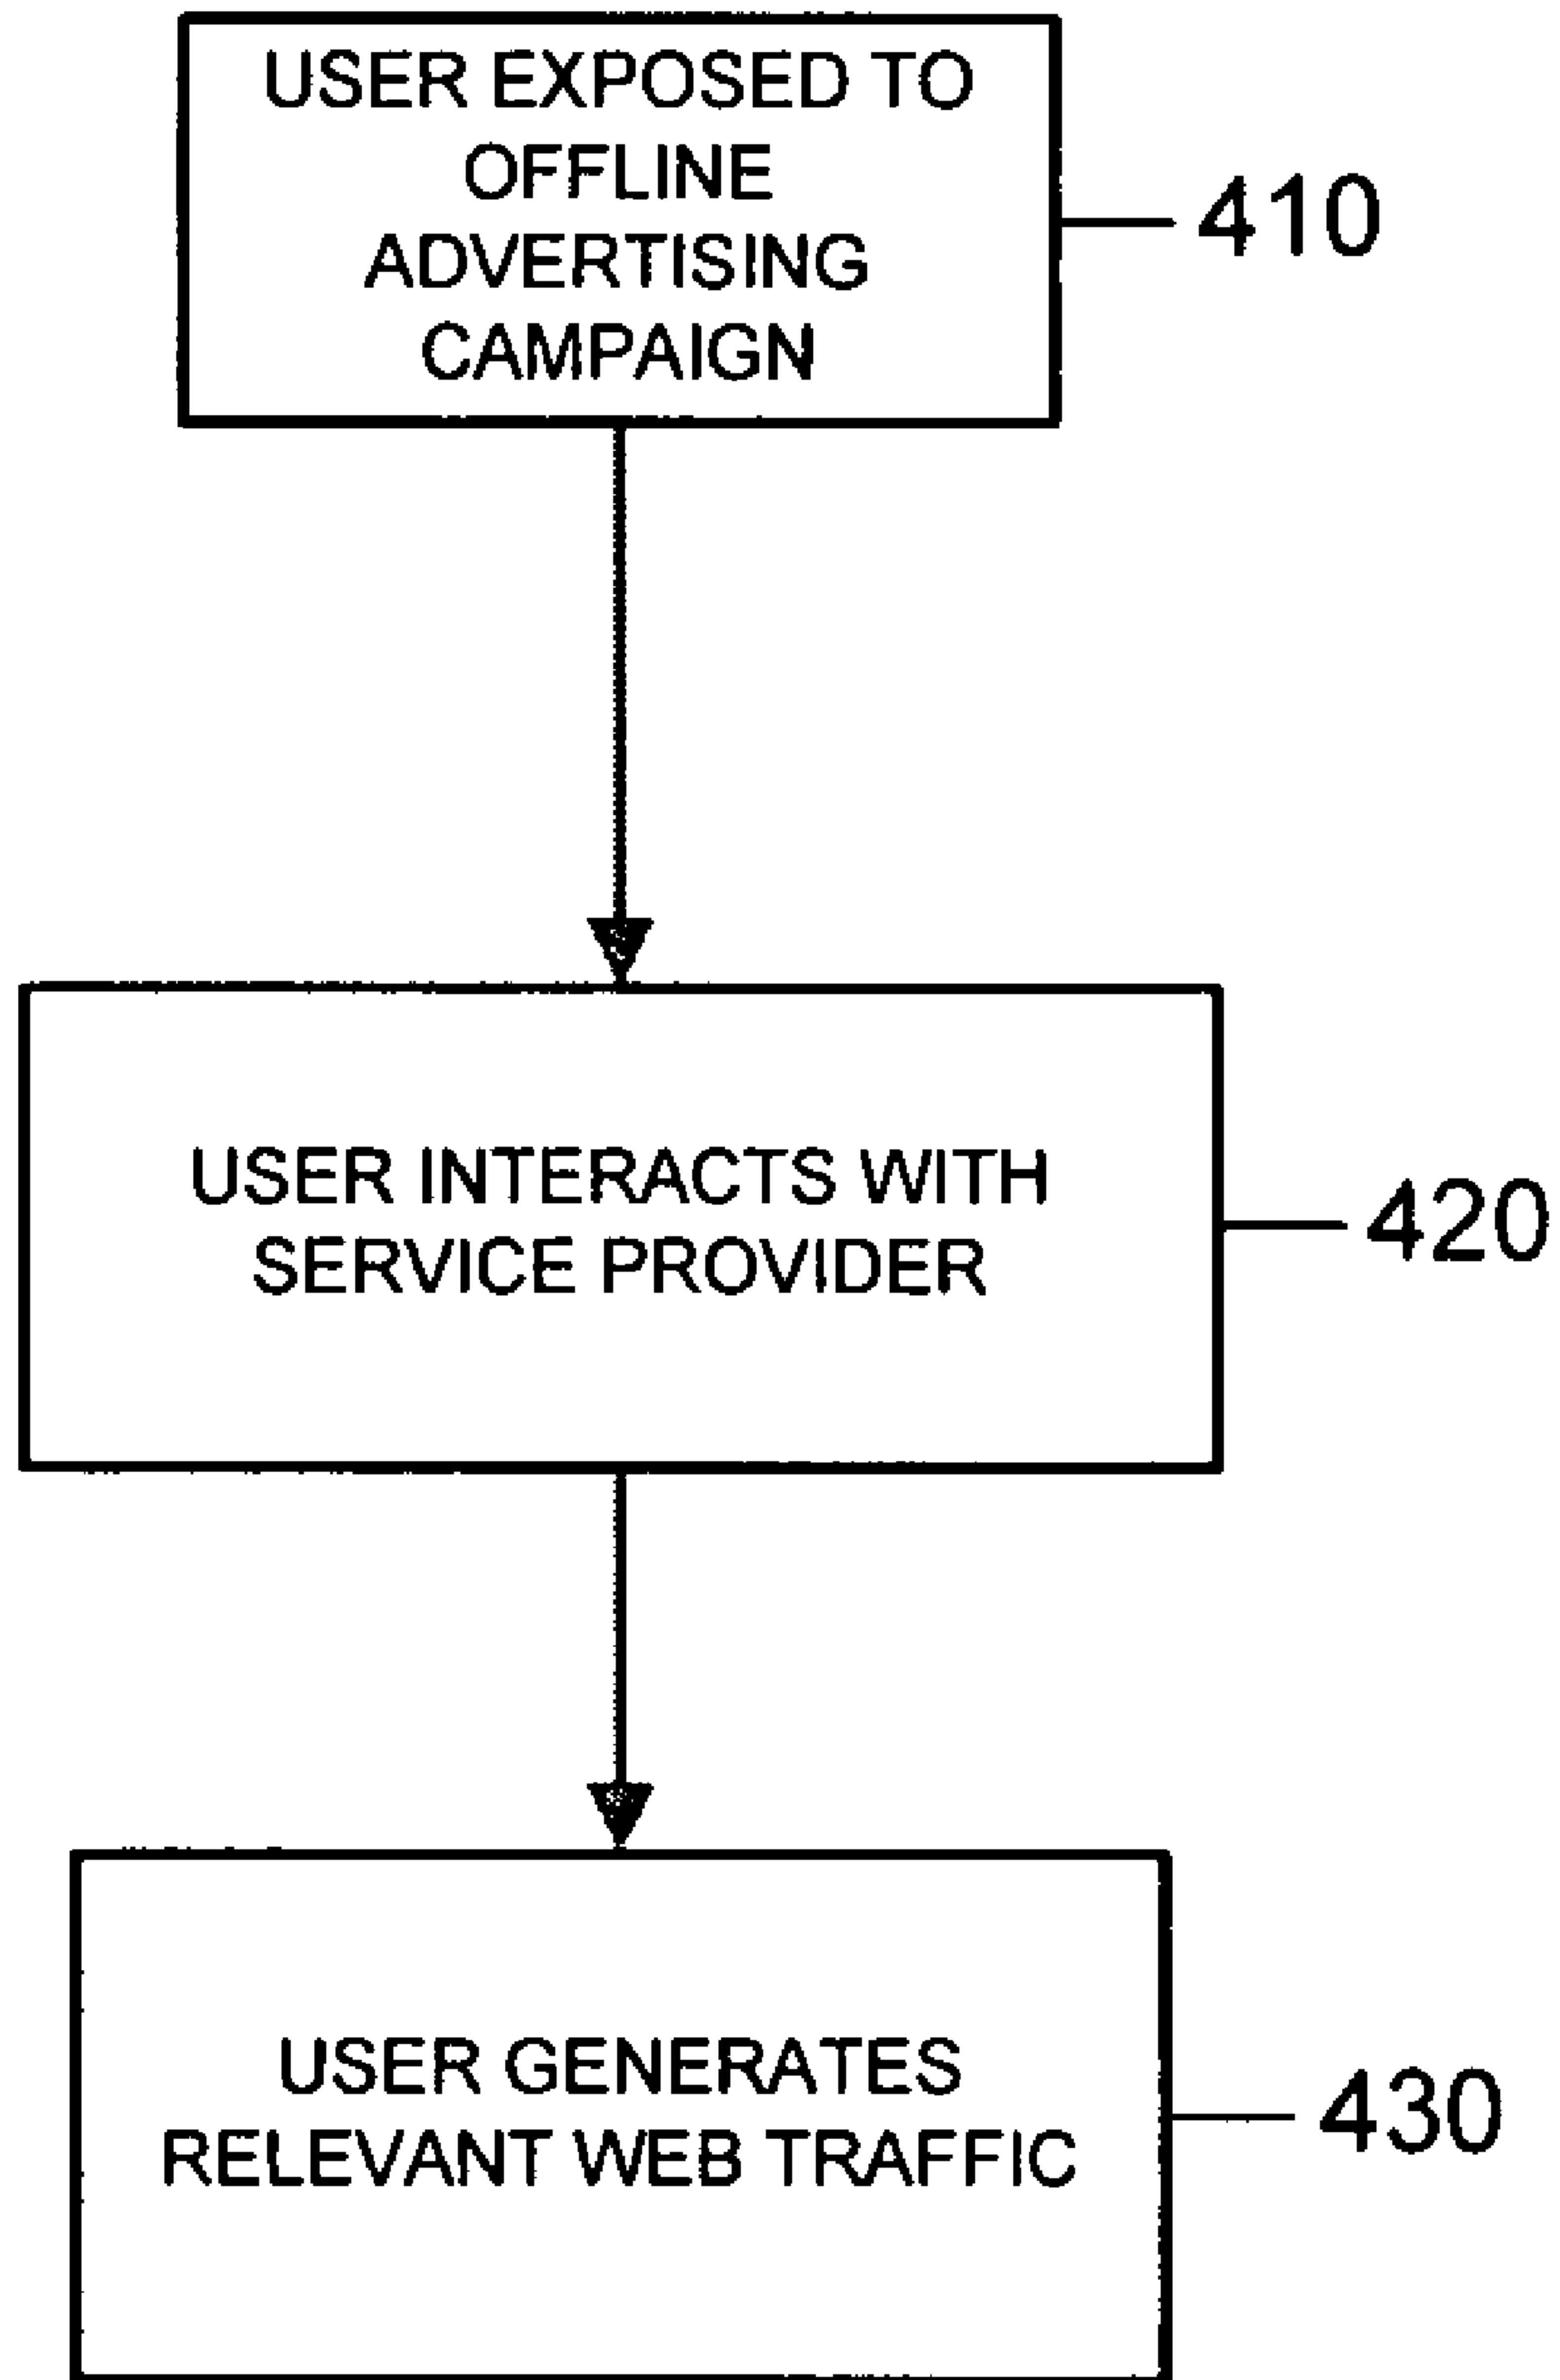 USER EXPOSED TO
OFFLINE
ADVERTISING
CAMPAIGN
410
USER INTERACTS WITH
SERVICE PROVIDER
420
USER GENERATES
RELEVANT WEB TRAFFIC
430